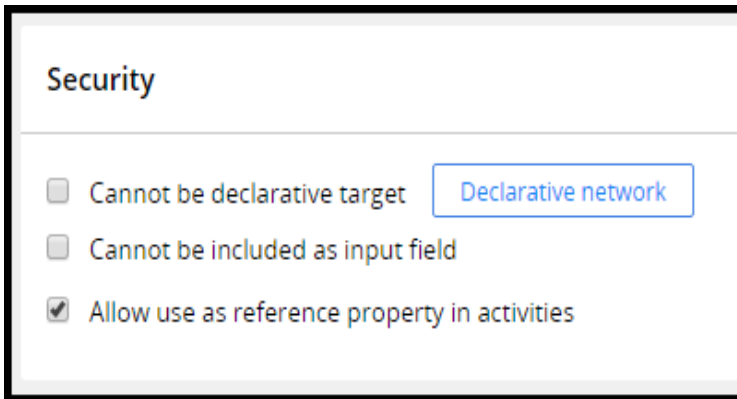 Security
Cannot be declarative target Declarative network
Cannot be included as input field
Allow use as reference property in activities